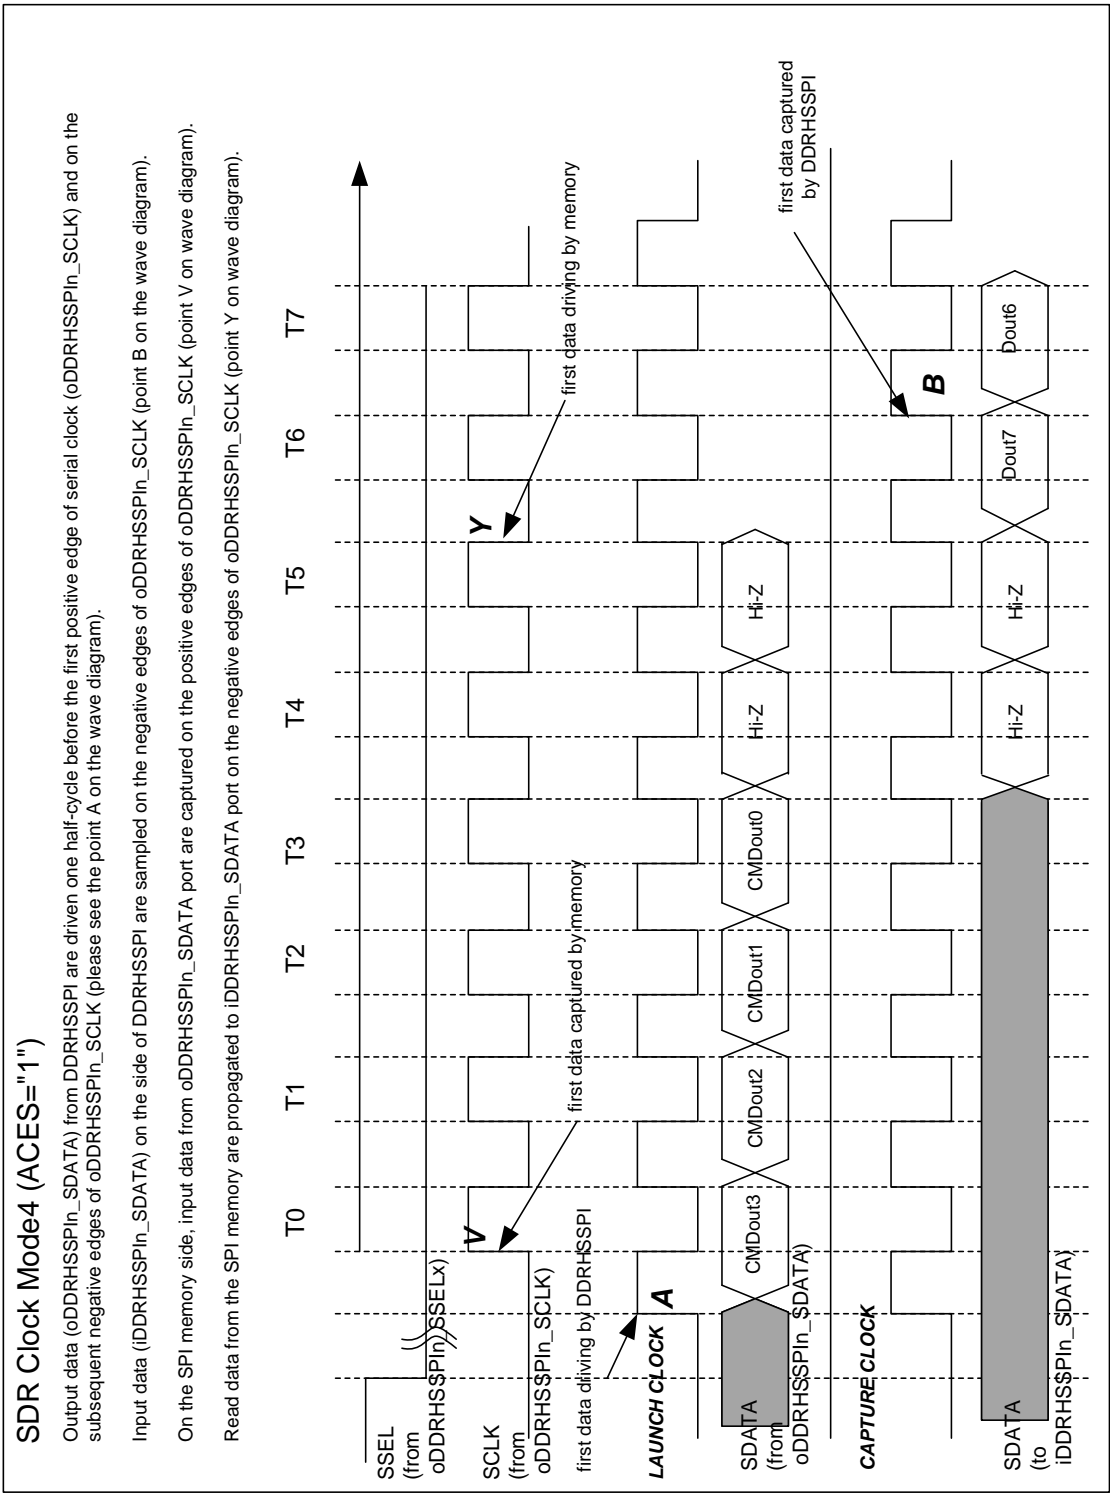 SDR Clock Mode4 (ACES="1")
Output data (oDDRHSSPIn_SDATA) from DDRHSSPI are driven one half-cycle before the first positive edge of serial clock (oDDRHSSPIn_SCLK) and on the
subsequent negative edges of oDDRHSSPIn_SCLK (please see the point A on the wave diagram).
Input data (iDDRHSSPIn_SDATA) on the side of DDRHSSPI are sampled on the negative edges of oDDRHSSPIn_SCLK (point B on the wave diagram).
On the SPI memory side, input data from oDDRHSSPIn_SDATA port are captured on the positive edges of oDDRHSSPIn_SCLK (point V on wave diagram).
Read data from the SPI memory are propagated to iDDRHSSPIn_SDATA port on the negative edges of oDDRHSSPIn_SCLK (point Y on wave diagram).
T0 T1 T2 T3 T4 T5 T6 T7
SSEL
(from
oDDRHSSPIn_SSELx)
SCLK
(from
oDDRHSSPIn_SCLK)
V
Y
first data captured by memory
first data driving by memory
first data driving by DDRHSSPI
LAUNCH CLOCK
A
SDATA
(from
oDDRHSSPIn_SDATA)
CMDout3 CMDout2 CMDout1 CMDout0 Hi-Z Hi-Z
first data captured
by DDRHSSPI
CAPTURE CLOCK
B
SDATA
(to
iDDRHSSPIn_SDATA)
Hi-Z Hi-Z Dout7 Dout6